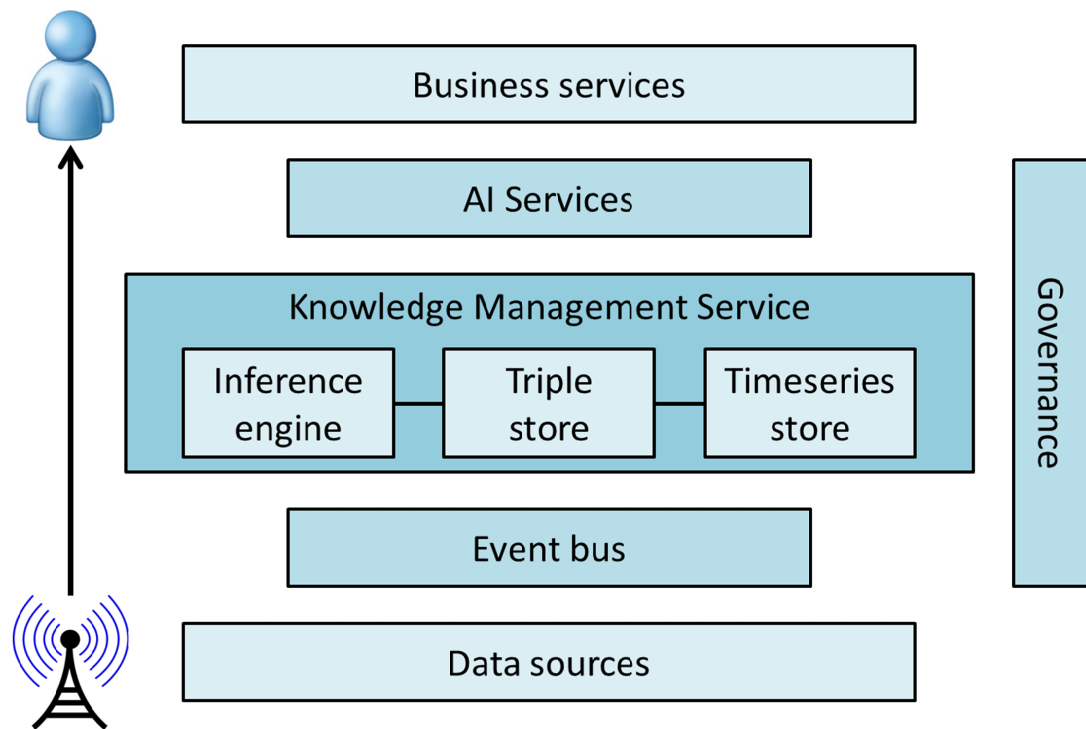 Business services
AI Services
Knowledge Management Service
Inference
engine
Triple
store
Timeseries
store
Governance
Event bus
Data sources